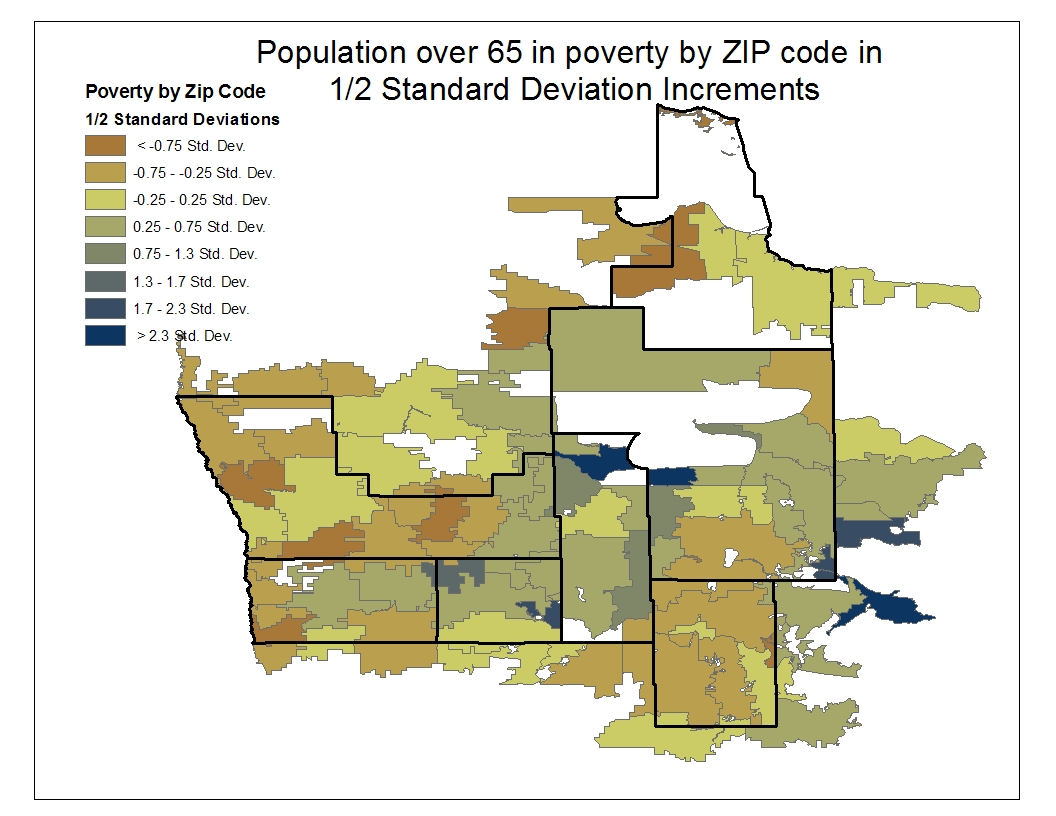 Population over 65 in poverty by ZIP code in
1/2 Standard Deviation Increments
Poverty by Zip Code
1/2 Standard Deviations
< -0.75 Std. Dev.
-0.75 - -0.25 Std. Dev.
-0.25 - 0.25 Std. Dev.
0.25 - 0.75 Std. Dev.
0.75 - 1.3 Std. Dev.
1.3 - 1.7 Std. Dev.
1.7 - 2.3 Std. Dev.
> 2.3 Std. Dev.